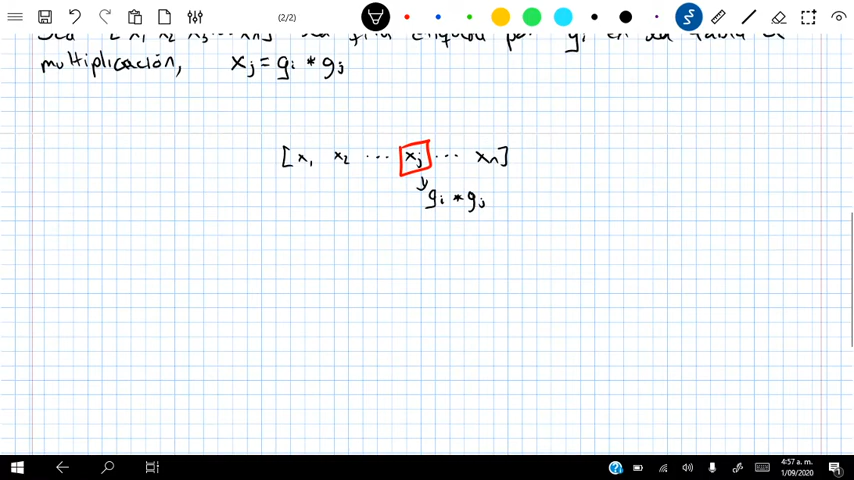 (2/2)
multiplicación, xj = gi * gj
[x1 x2 ... xj ... xn]
gi * gj
4:57 a. m.
1/09/2020